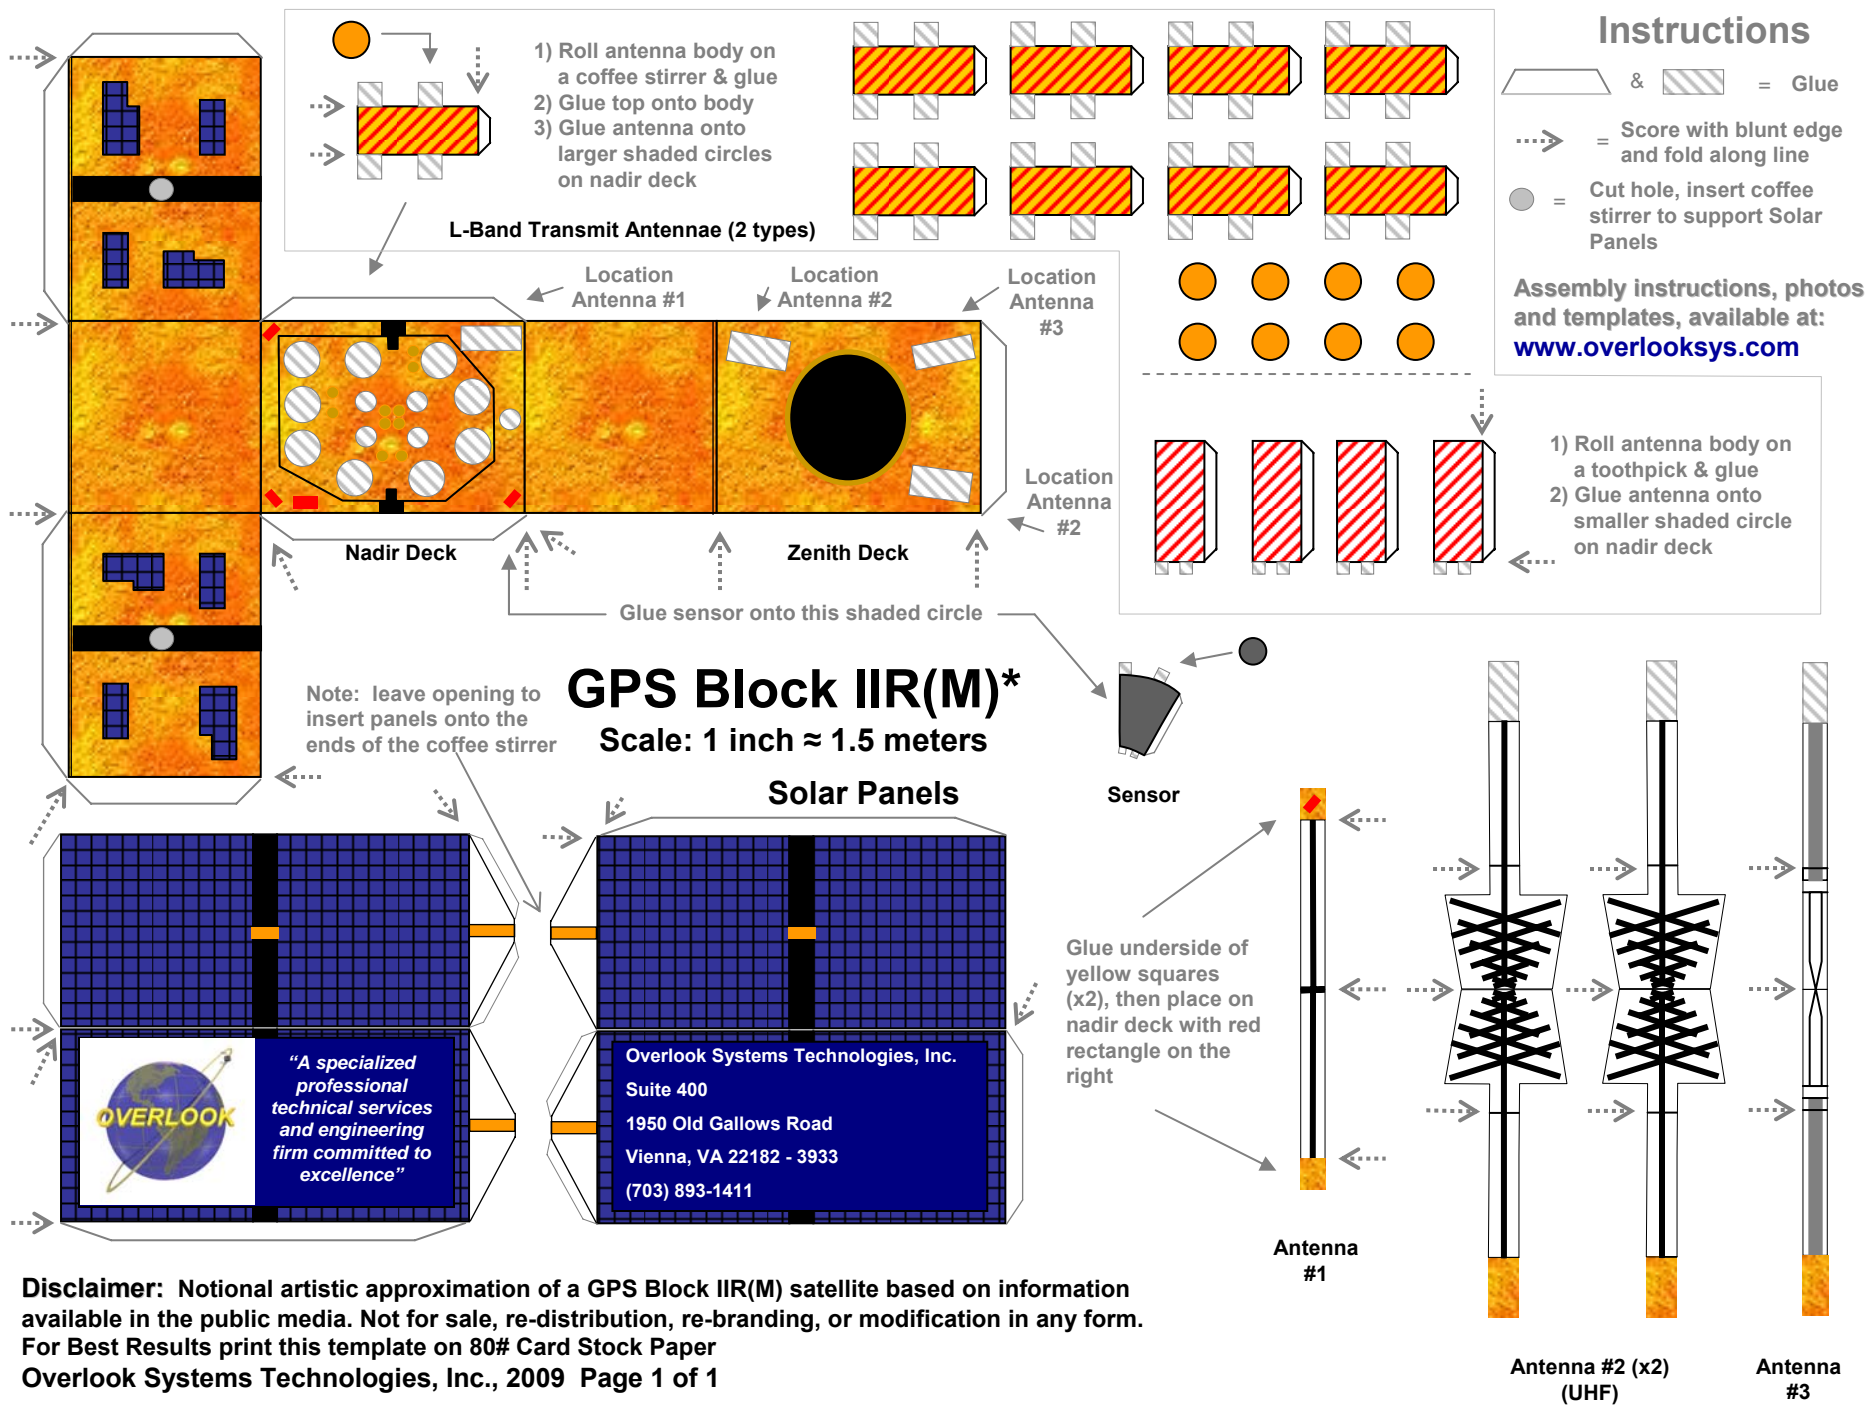 Instructions
& = Glue
= Score with blunt edge
and fold along line
= Cut hole, insert coffee
stirrer to support Solar
Panels
Assembly instructions, photos
and templates, available at:
www.overlooksys.com
1) Roll antenna body on
a coffee stirrer & glue
2) Glue top onto body
3) Glue antenna onto
larger shaded circles
on nadir deck
L-Band Transmit Antennae (2 types)
Location
Antenna #1
Location
Antenna #2
Location
Antenna
#3
Location
Antenna
#2
1) Roll antenna body on
a toothpick & glue
2) Glue antenna onto
smaller shaded circle
on nadir deck
Nadir Deck
Zenith Deck
Glue sensor onto this shaded circle
GPS Block IIR(M)*
Scale: 1 inch ≈ 1.5 meters
Note: leave opening to
insert panels onto the
ends of the coffee stirrer
Solar Panels
Sensor
Glue underside of
yellow squares
(x2), then place on
nadir deck with red
rectangle on the
right
OVERLOOK
“A specialized
professional
technical services
and engineering
firm committed to
excellence”
Overlook Systems Technologies, Inc.
Suite 400
1950 Old Gallows Road
Vienna, VA 22182 - 3933
(703) 893-1411
Antenna
#1
Antenna #2 (x2)
(UHF)
Antenna
#3
Disclaimer: Notional artistic approximation of a GPS Block IIR(M) satellite based on information
available in the public media. Not for sale, re-distribution, re-branding, or modification in any form.
For Best Results print this template on 80# Card Stock Paper
Overlook Systems Technologies, Inc., 2009 Page 1 of 1